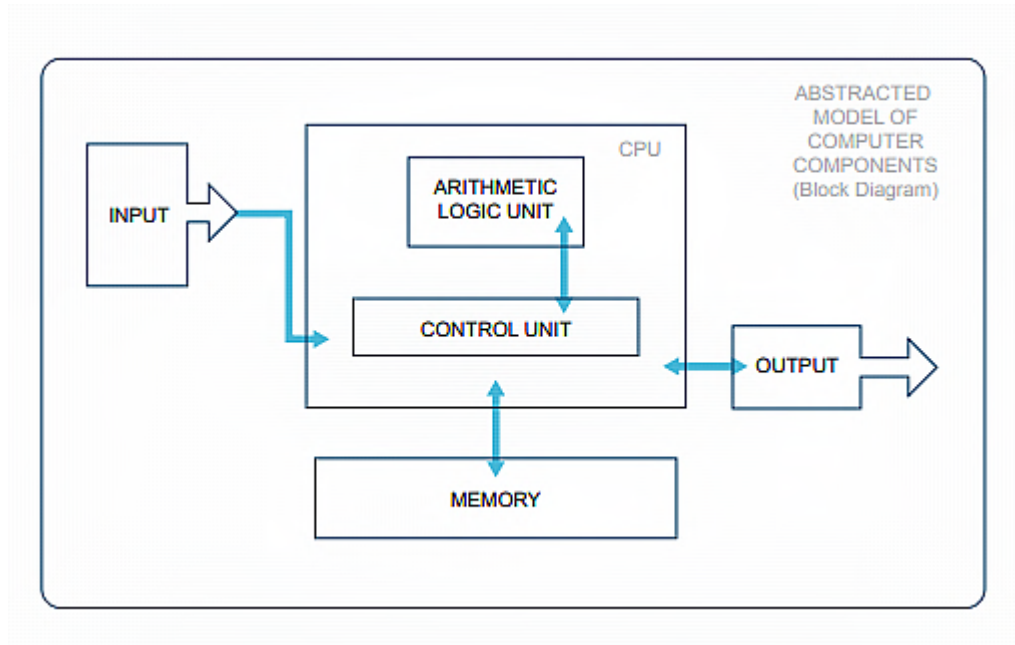 ABSTRACTED
MODEL OF
COMPUTER
COMPONENTS
(Block Diagram)
CPU
ARITHMETIC
LOGIC UNIT
INPUT
CONTROL UNIT
OUTPUT
MEMORY